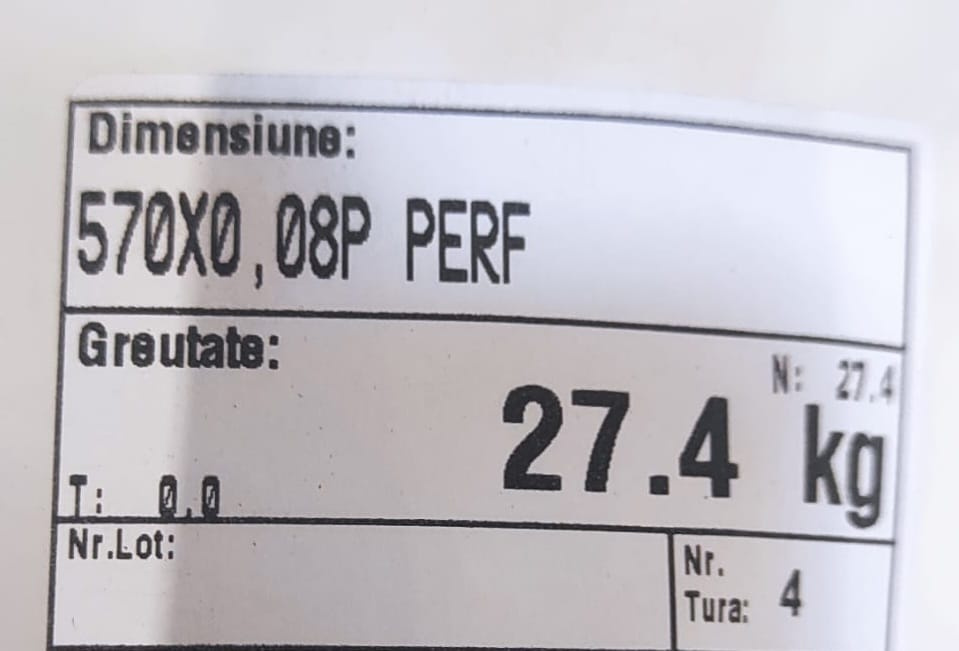 Dimensiune:
570X0,08P PERF
Greutate:
N: 27.4
27.4 kg
T: 0.0
Nr.Lot:
Nr.
Tura: 4